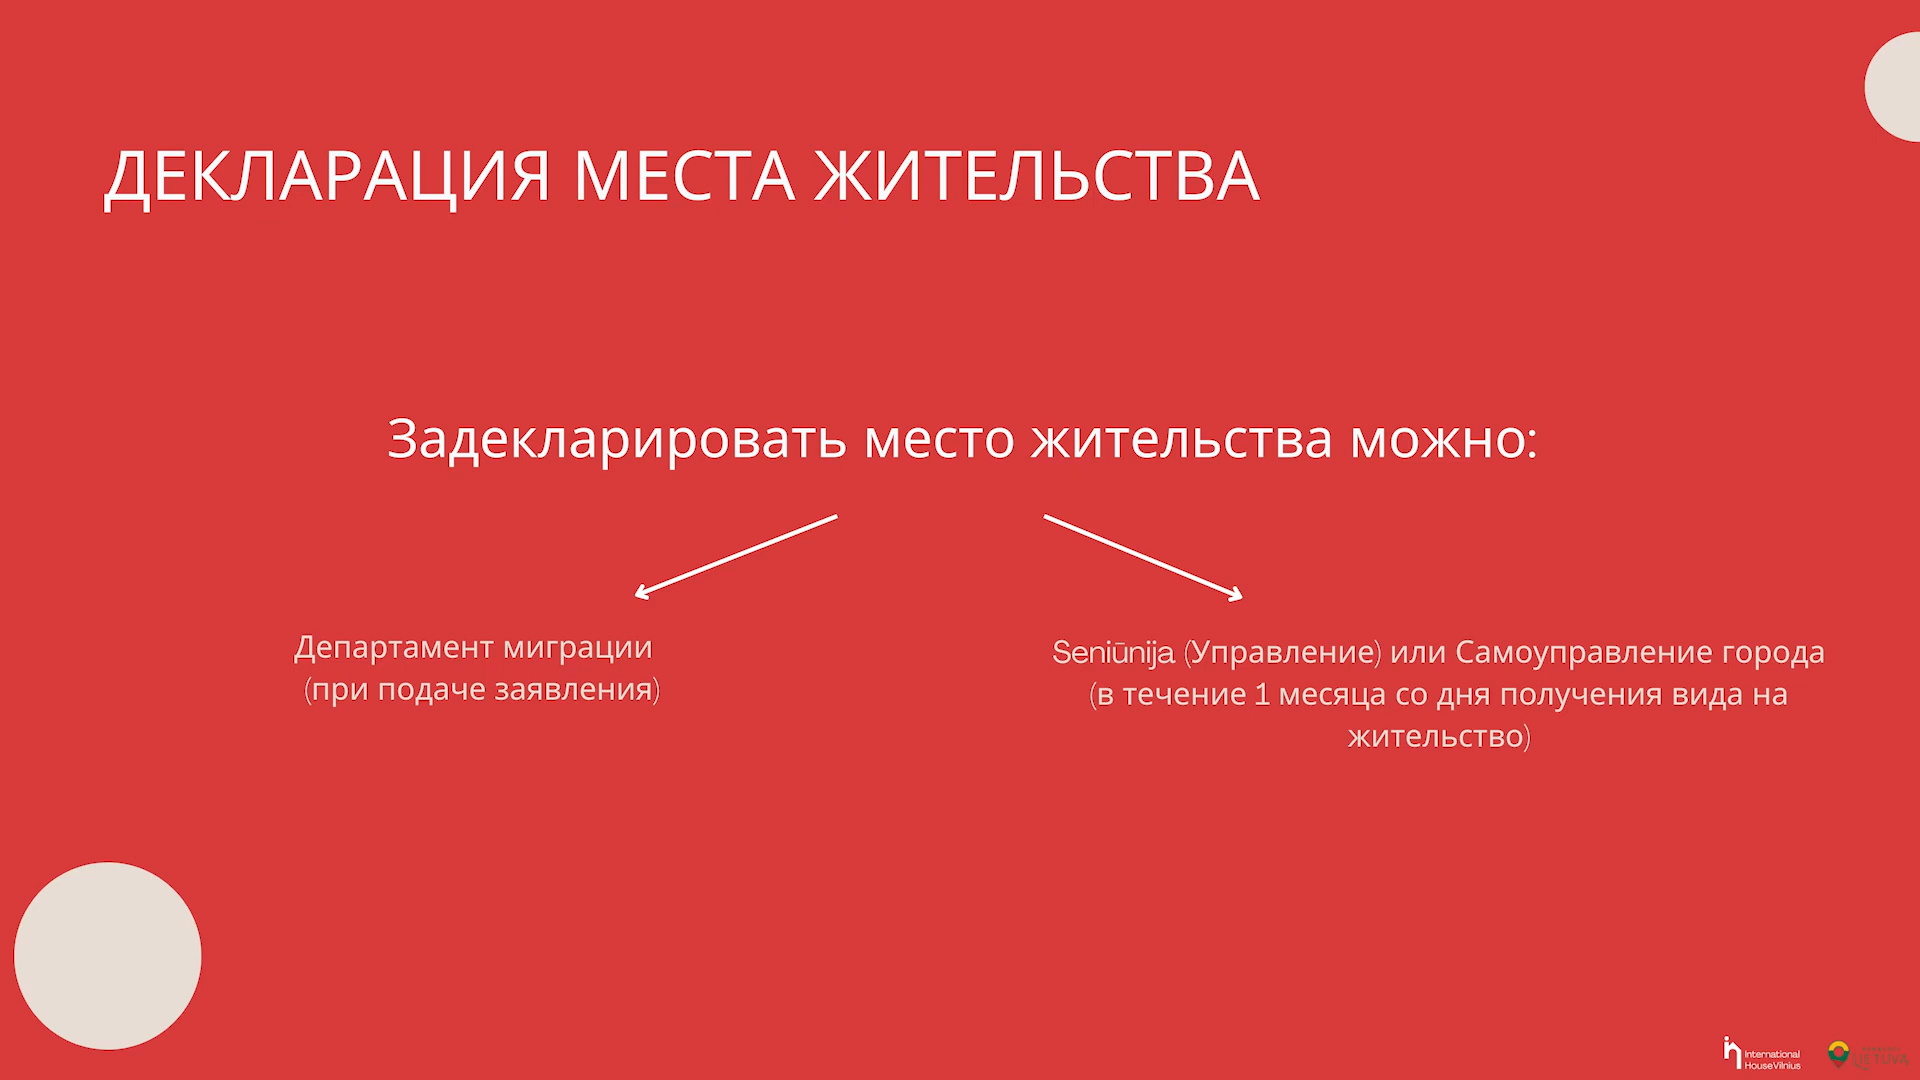 ДЕКЛАРАЦИЯ МЕСТА ЖИТЕЛЬСТВА
Задекларировать место жительства можно:
Департамент миграции
(при подаче заявления)
Seniūnija (Управление) или Самоуправление города
(в течение 1 месяца со дня получения вида на
жительство)
International
House Vilnius
LIETUVA